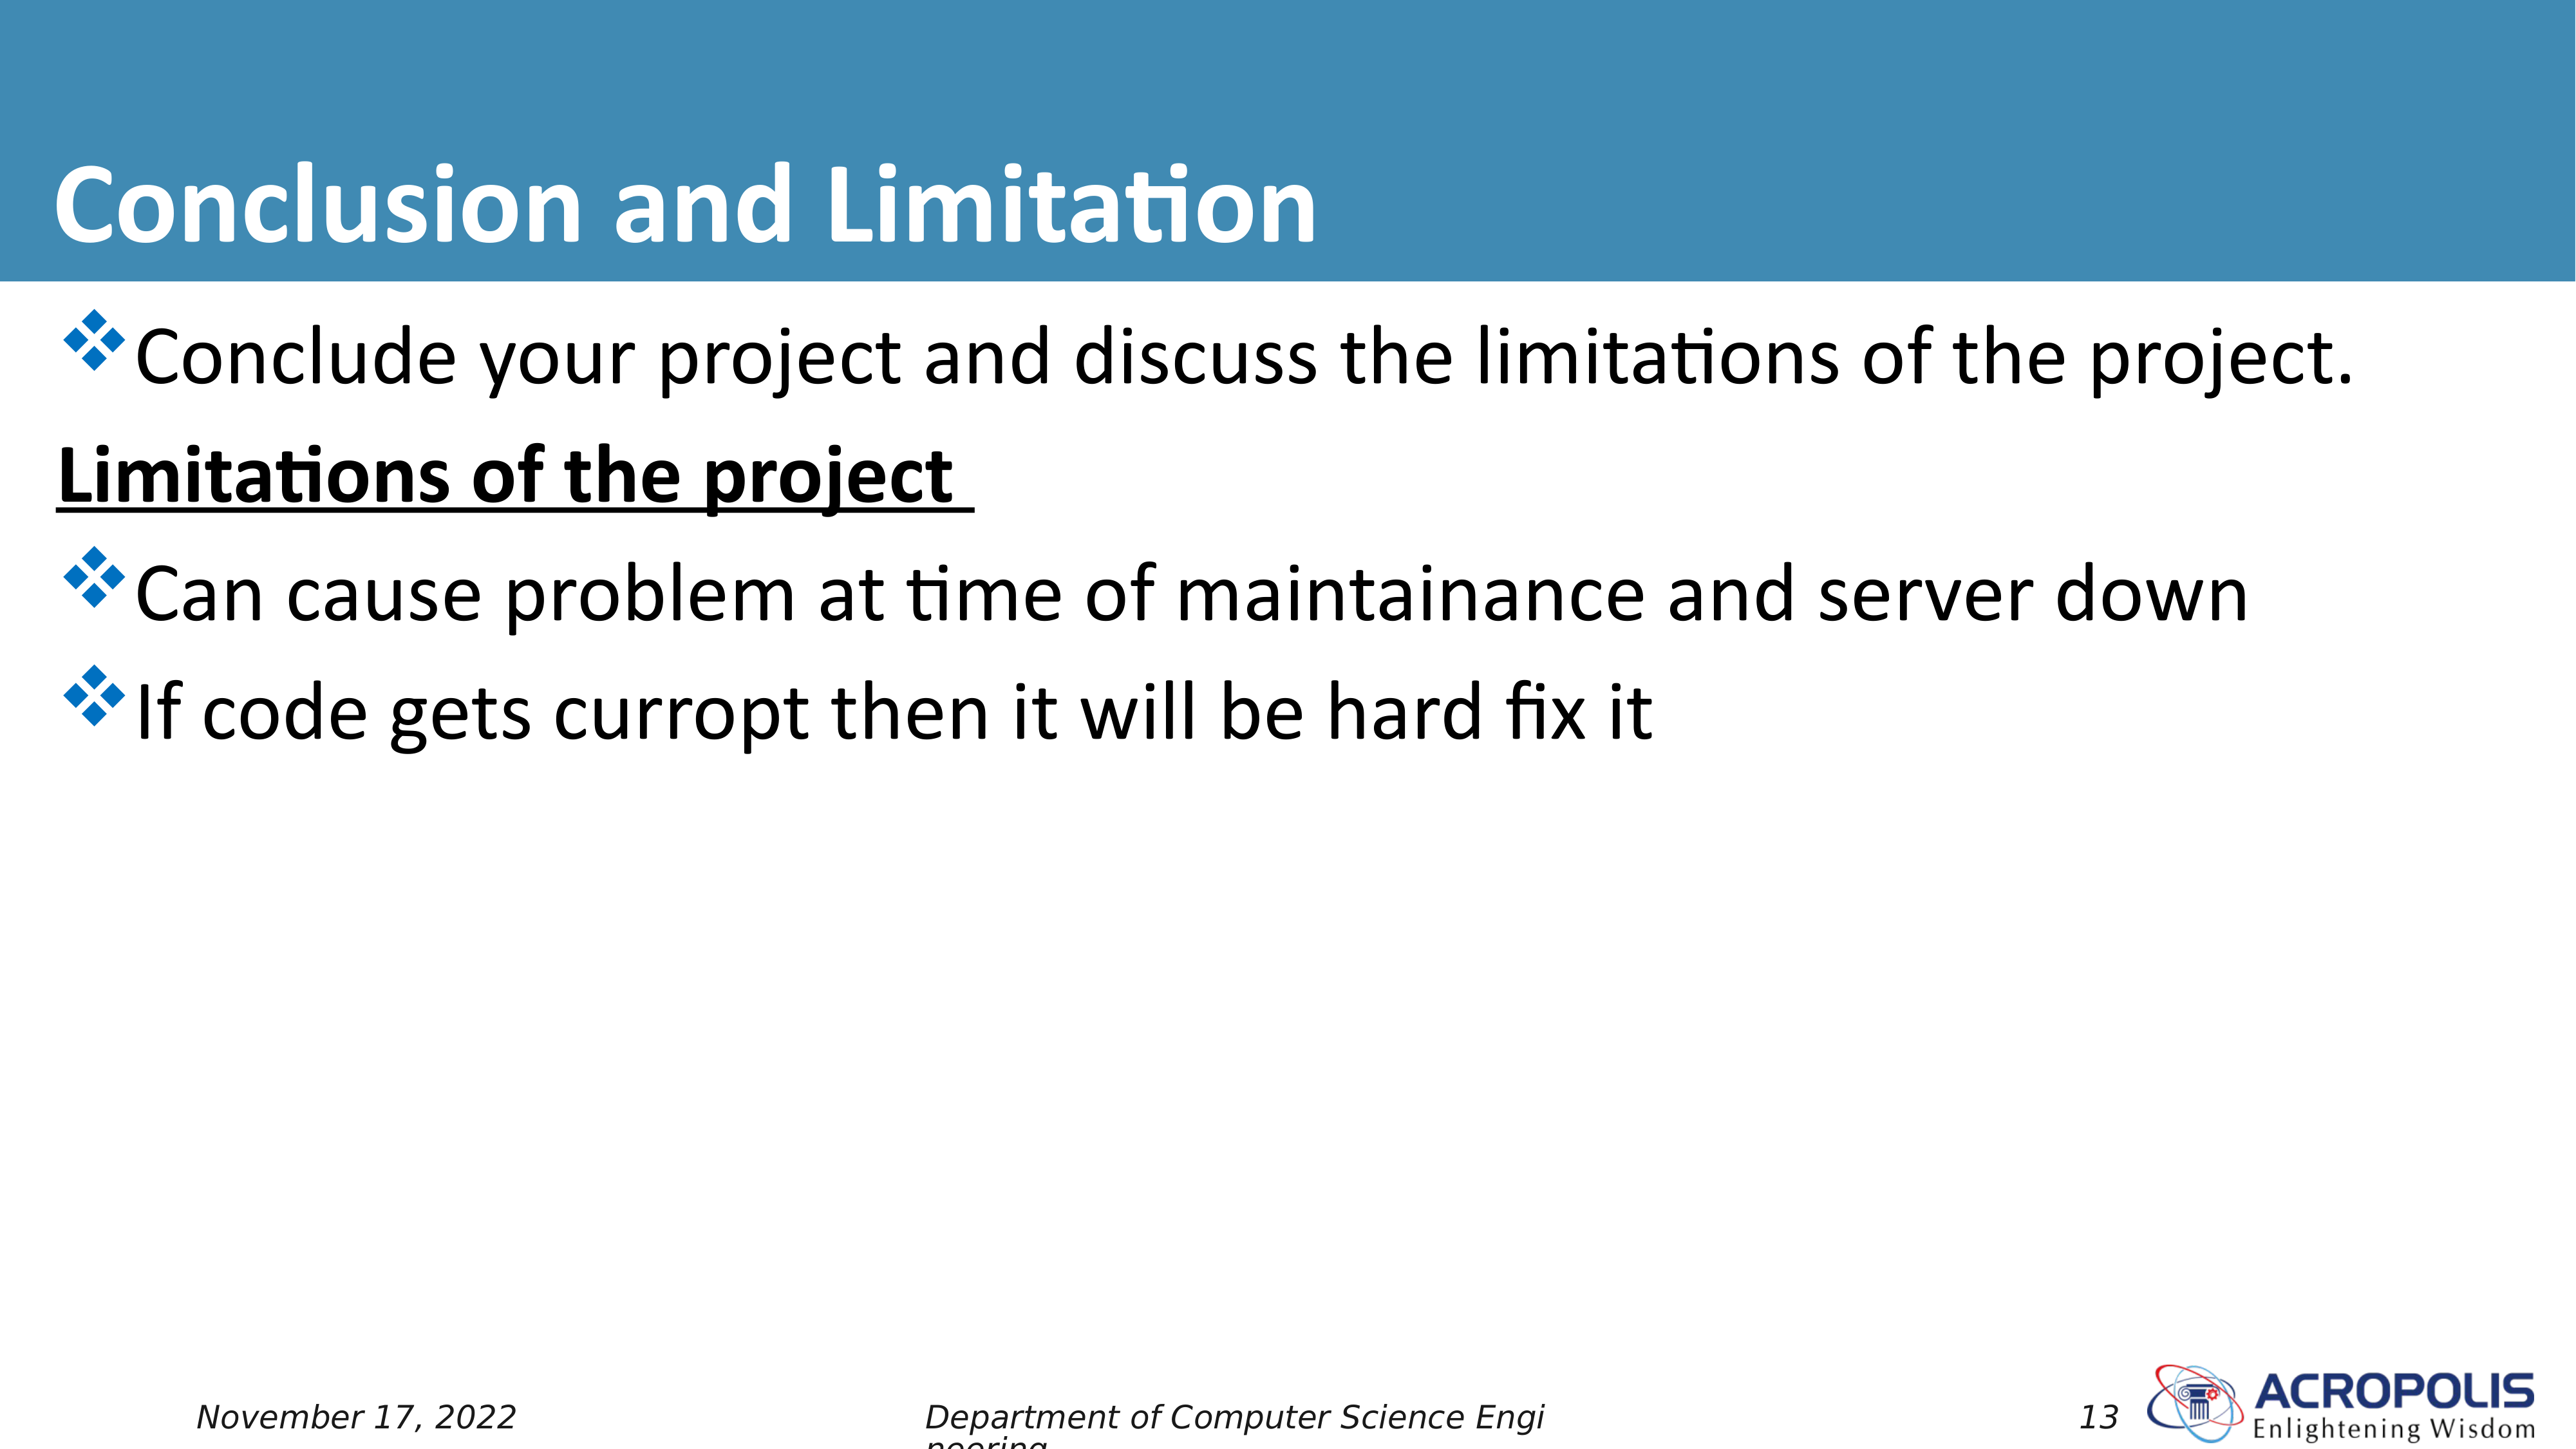 Conclusion and Limitation
Conclude your project and discuss the limitations of the project.
Limitations of the project
Can cause problem at time of maintainance and server down
If code gets curropt then it will be hard fix it
November 17, 2022
Department of Computer Science Engi
neering
13
ACROPOLIS
Enlightening Wisdom